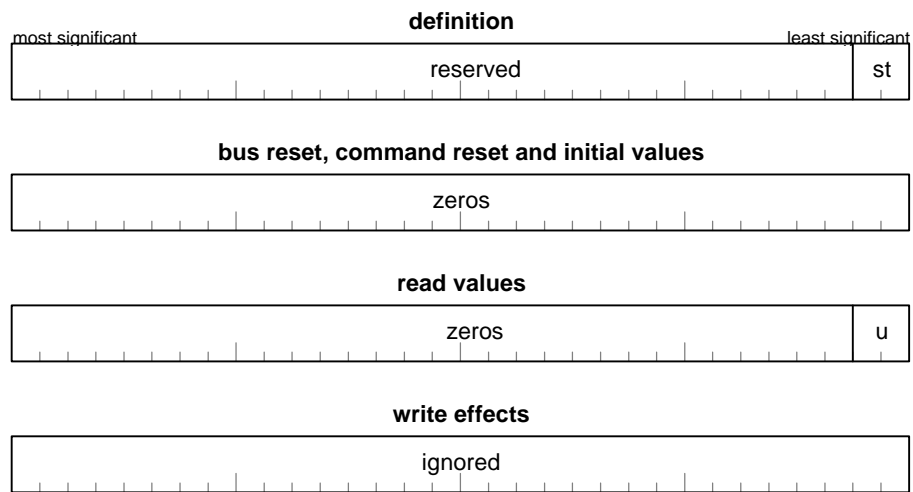 definition
most significant least significant
reserved st
bus reset, command reset and initial values
zeros
read values
zeros u
write effects
ignored